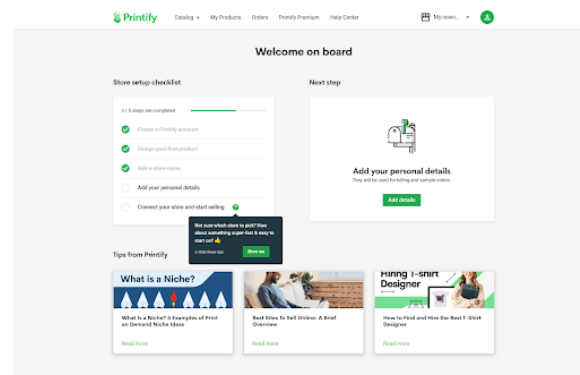 Printify
Catalog
My Products
Orders
Printify Premium
Help Center
My new...
Welcome on board
Store setup checklist
Next step
3 / 5 steps are completed
Create a Printify account
Design your first product
Add a store name
Add your personal details
Connect your store and start selling
Not sure which store to pick? How
about something super-fast & easy to
start on? 👍
Hide these tips
Show me
Add your personal details
They will be used for billing and sample orders
Add details
Tips from Printify
What is a Niche?
What Is a Niche? 5 Examples of Print
on Demand Niche Ideas
Read more
Best Sites To Sell Online: A Brief
Overview
Read more
Hiring T-shirt
Designer
How to Find and Hire the Best T-Shirt
Designer
Read more